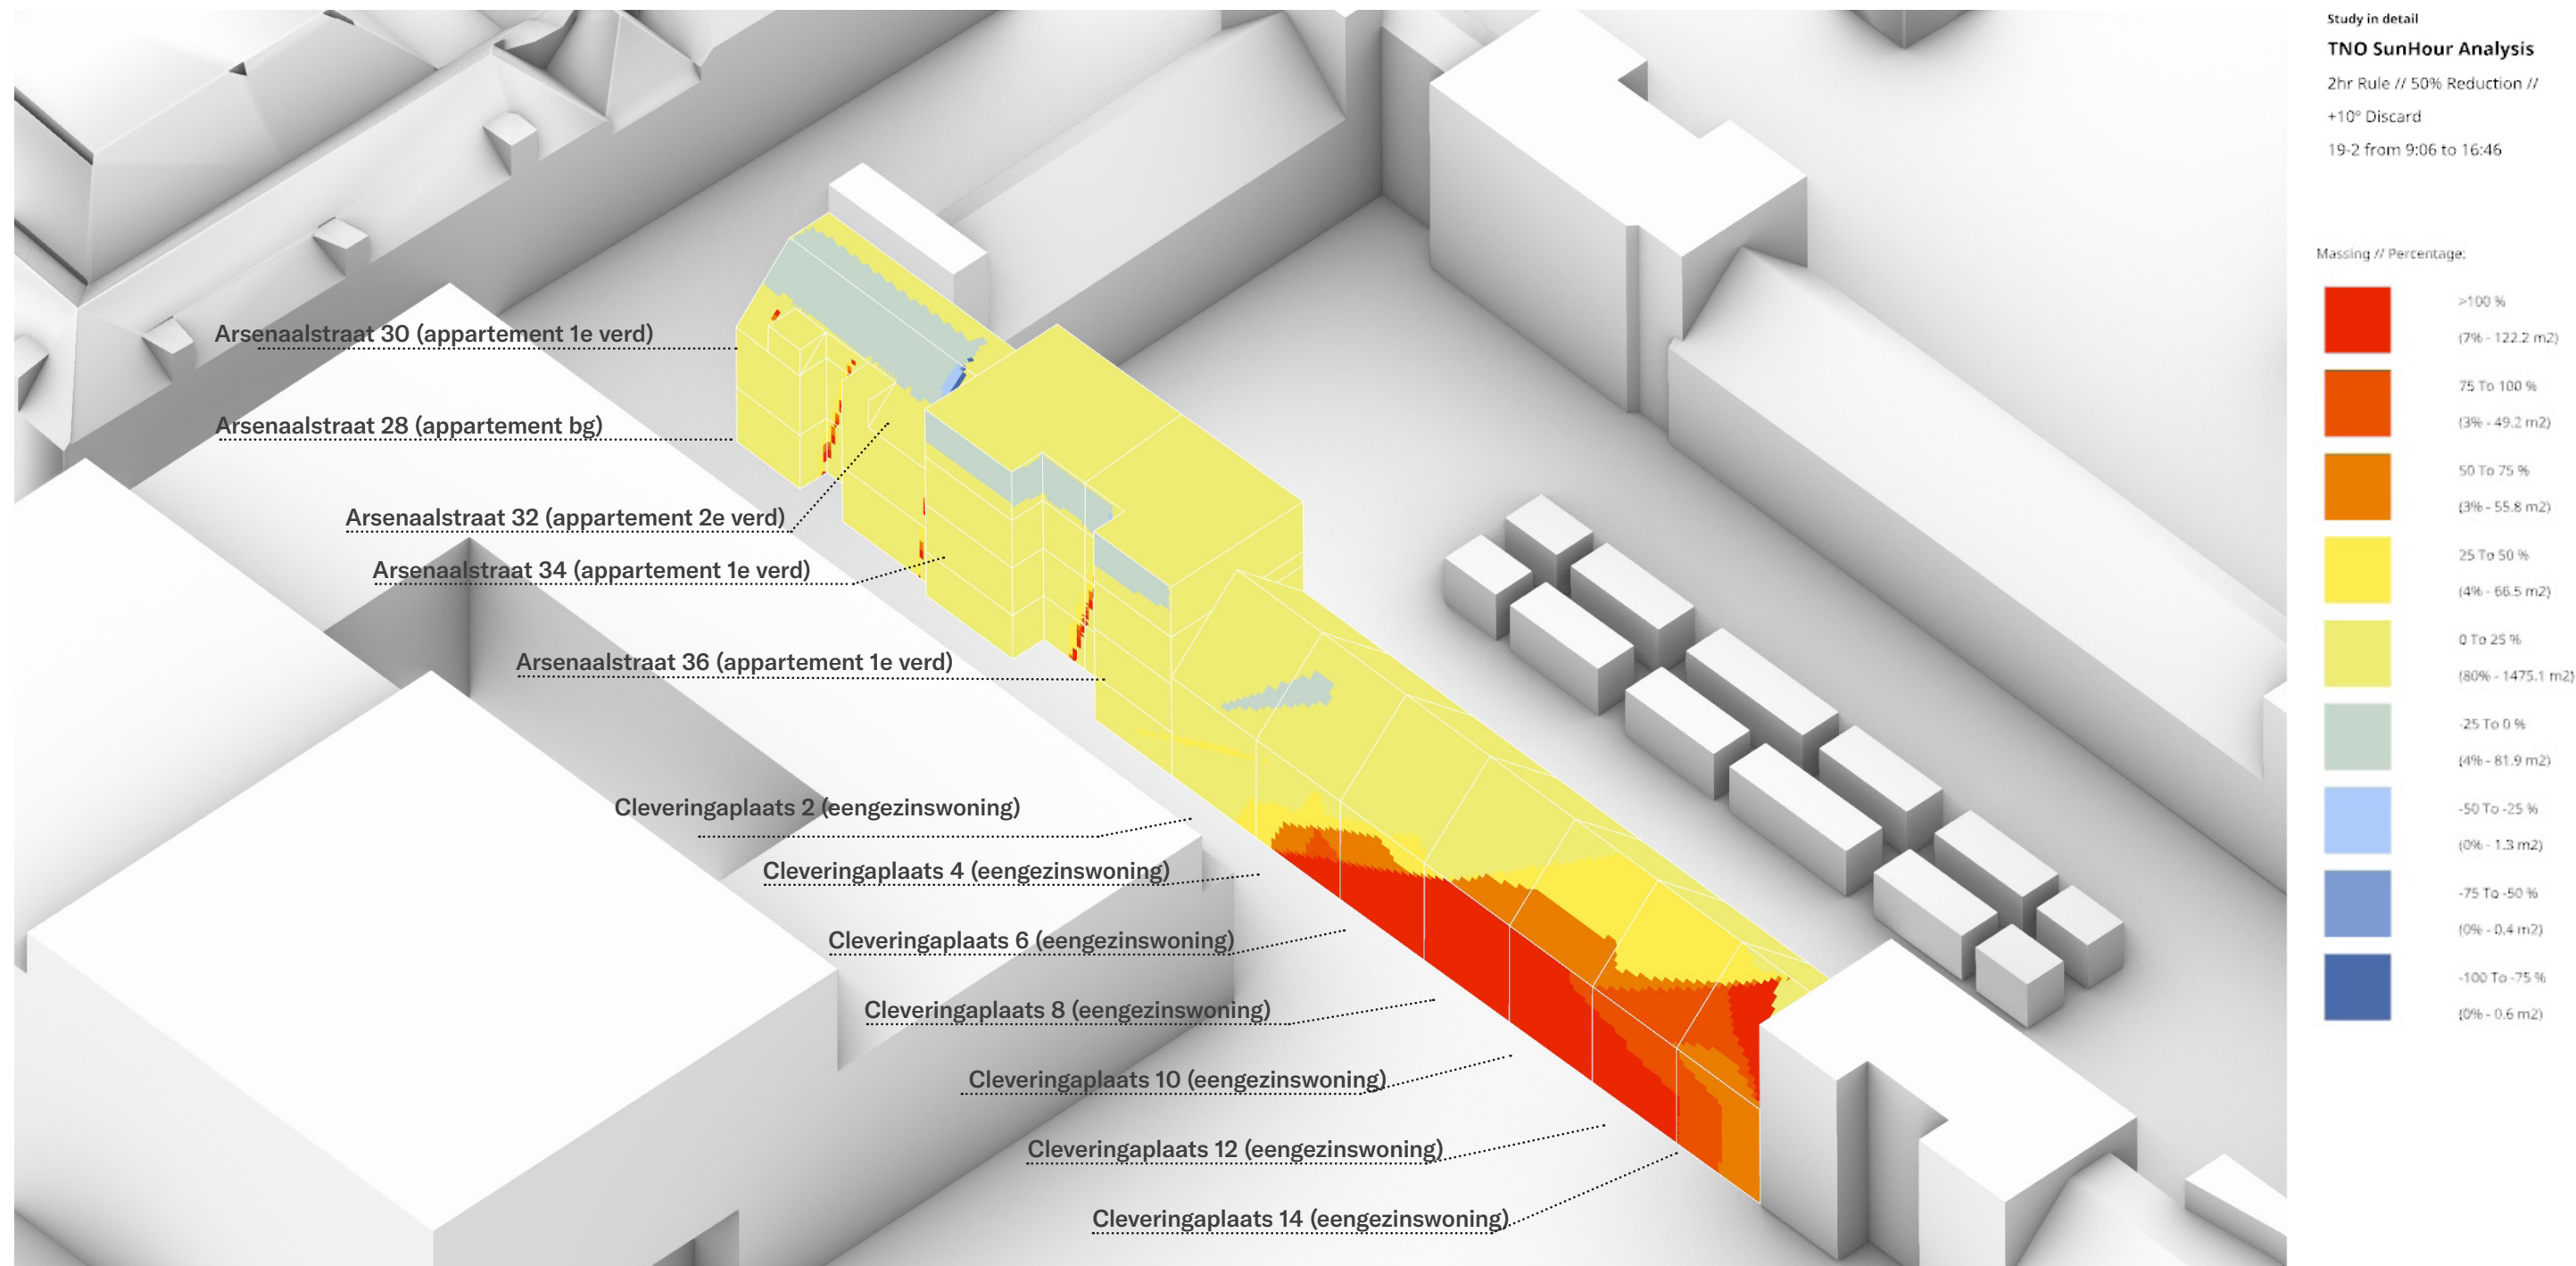 Study in detail
TNO SunHour Analysis
2hr Rule // 50% Reduction //
+10° Discard
19-2 from 9:06 to 16:46
Massing // Percentage:
>100 %
(7% - 122.2 m2)
75 To 100 %
(3% - 49.2 m2)
50 To 75 %
(3% - 55.8 m2)
25 To 50 %
(4% - 66.5 m2)
0 To 25 %
(80% - 1475.1 m2)
-25 To 0 %
(4% - 81.9 m2)
-50 To -25 %
(0% - 1.3 m2)
-75 To -50 %
(0% - 0.4 m2)
-100 To -75 %
(0% - 0.6 m2)
Arsenaalstraat 30 (appartement 1e verd)
Arsenaalstraat 28 (appartement bg)
Arsenaalstraat 32 (appartement 2e verd)
Arsenaalstraat 34 (appartement 1e verd)
Arsenaalstraat 36 (appartement 1e verd)
Cleveringaplaats 2 (eengezinswoning)
Cleveringaplaats 4 (eengezinswoning)
Cleveringaplaats 6 (eengezinswoning)
Cleveringaplaats 8 (eengezinswoning)
Cleveringaplaats 10 (eengezinswoning)
Cleveringaplaats 12 (eengezinswoning)
Cleveringaplaats 14 (eengezinswoning)